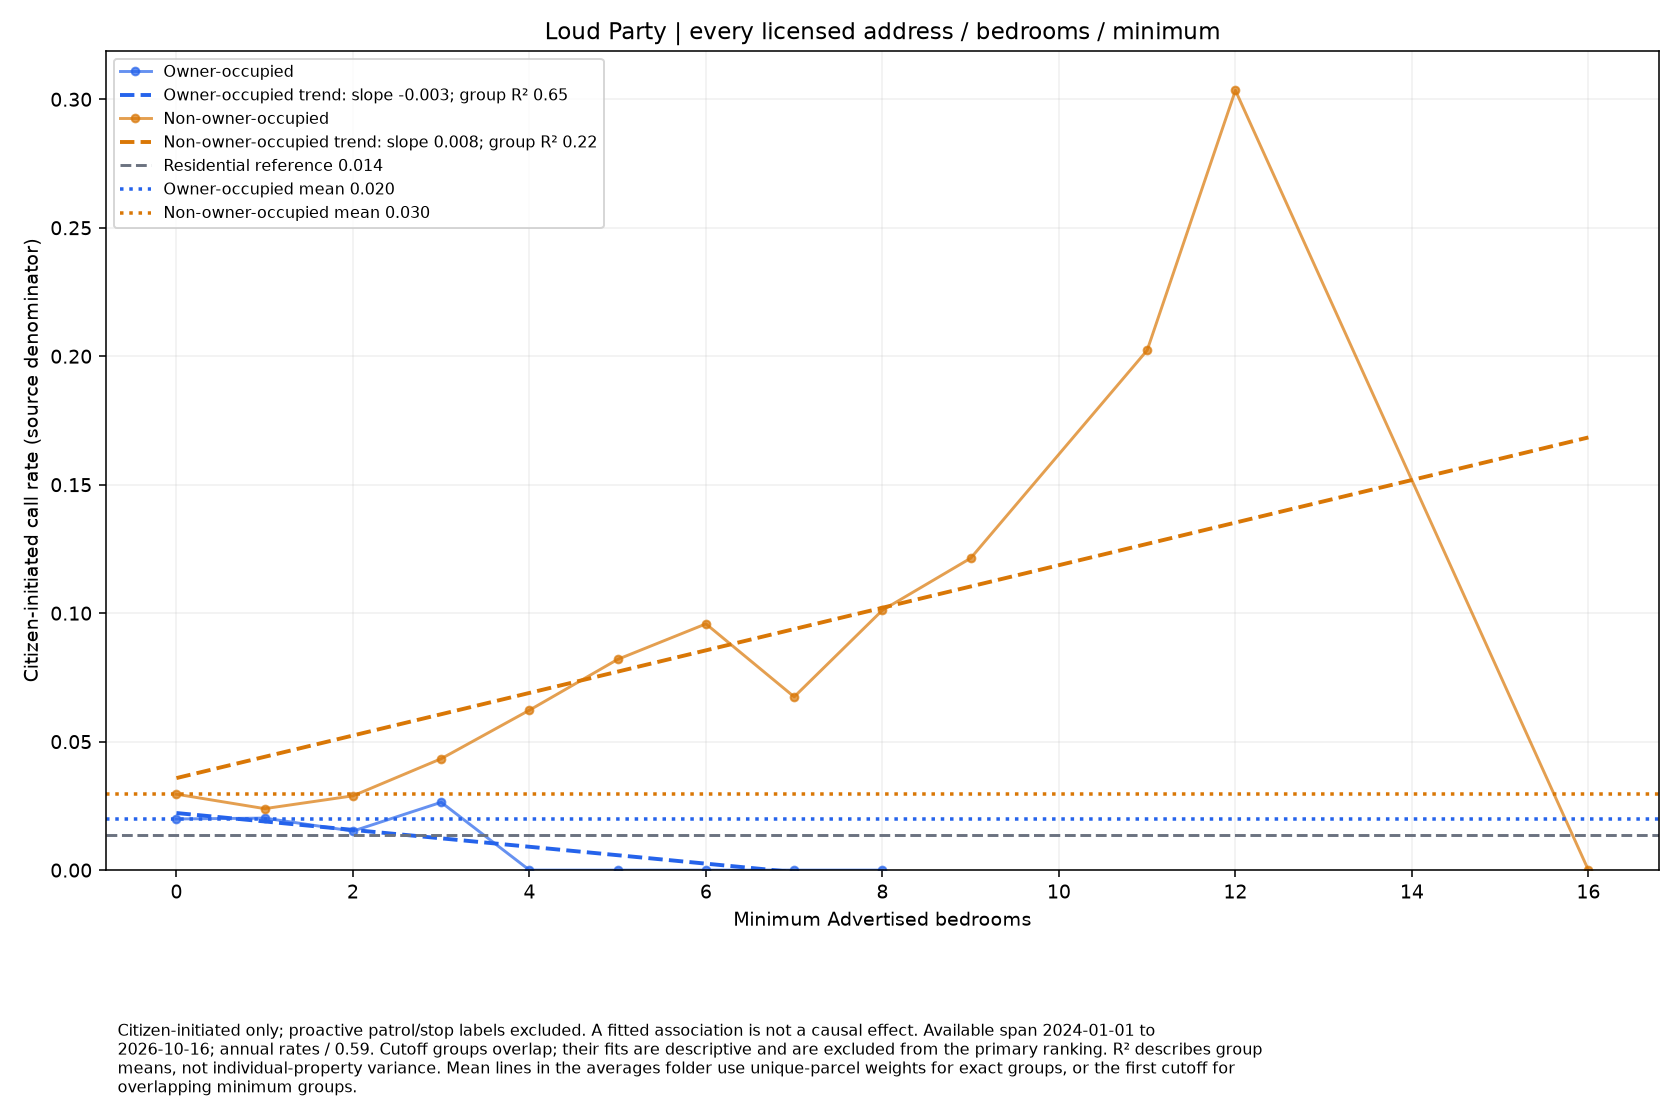 Loud Party | every licensed address / bedrooms / minimum
Owner-occupied
Owner-occupied trend: slope -0.003; group R² 0.65
Non-owner-occupied
Non-owner-occupied trend: slope 0.008; group R² 0.22
Residential reference 0.014
Owner-occupied mean 0.020
Non-owner-occupied mean 0.030
Citizen-initiated call rate (source denominator)
0.30
0.25
0.20
0.15
0.10
0.05
0.00
0 2 4 6 8 10 12 14 16
Minimum Advertised bedrooms
Citizen-initiated only; proactive patrol/stop labels excluded. A fitted association is not a causal effect. Available span 2024-01-01 to
2026-10-16; annual rates / 0.59. Cutoff groups overlap; their fits are descriptive and are excluded from the primary ranking. R² describes group
means, not individual-property variance. Mean lines in the averages folder use unique-parcel weights for exact groups, or the first cutoff for
overlapping minimum groups.